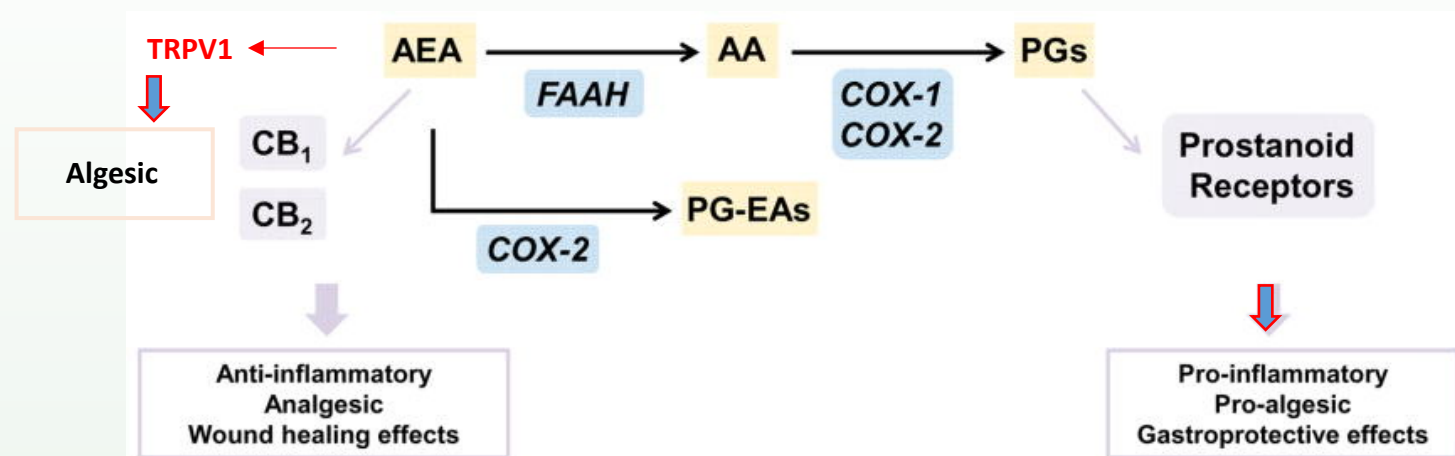 TRPV1
AEA
AA
PGs
FAAH
COX-1
COX-2
Algesic
CB₁
CB₂
Prostanoid
Receptors
PG-EAs
COX-2
Anti-inflammatory
Analgesic
Wound healing effects
Pro-inflammatory
Pro-algesic
Gastroprotective effects